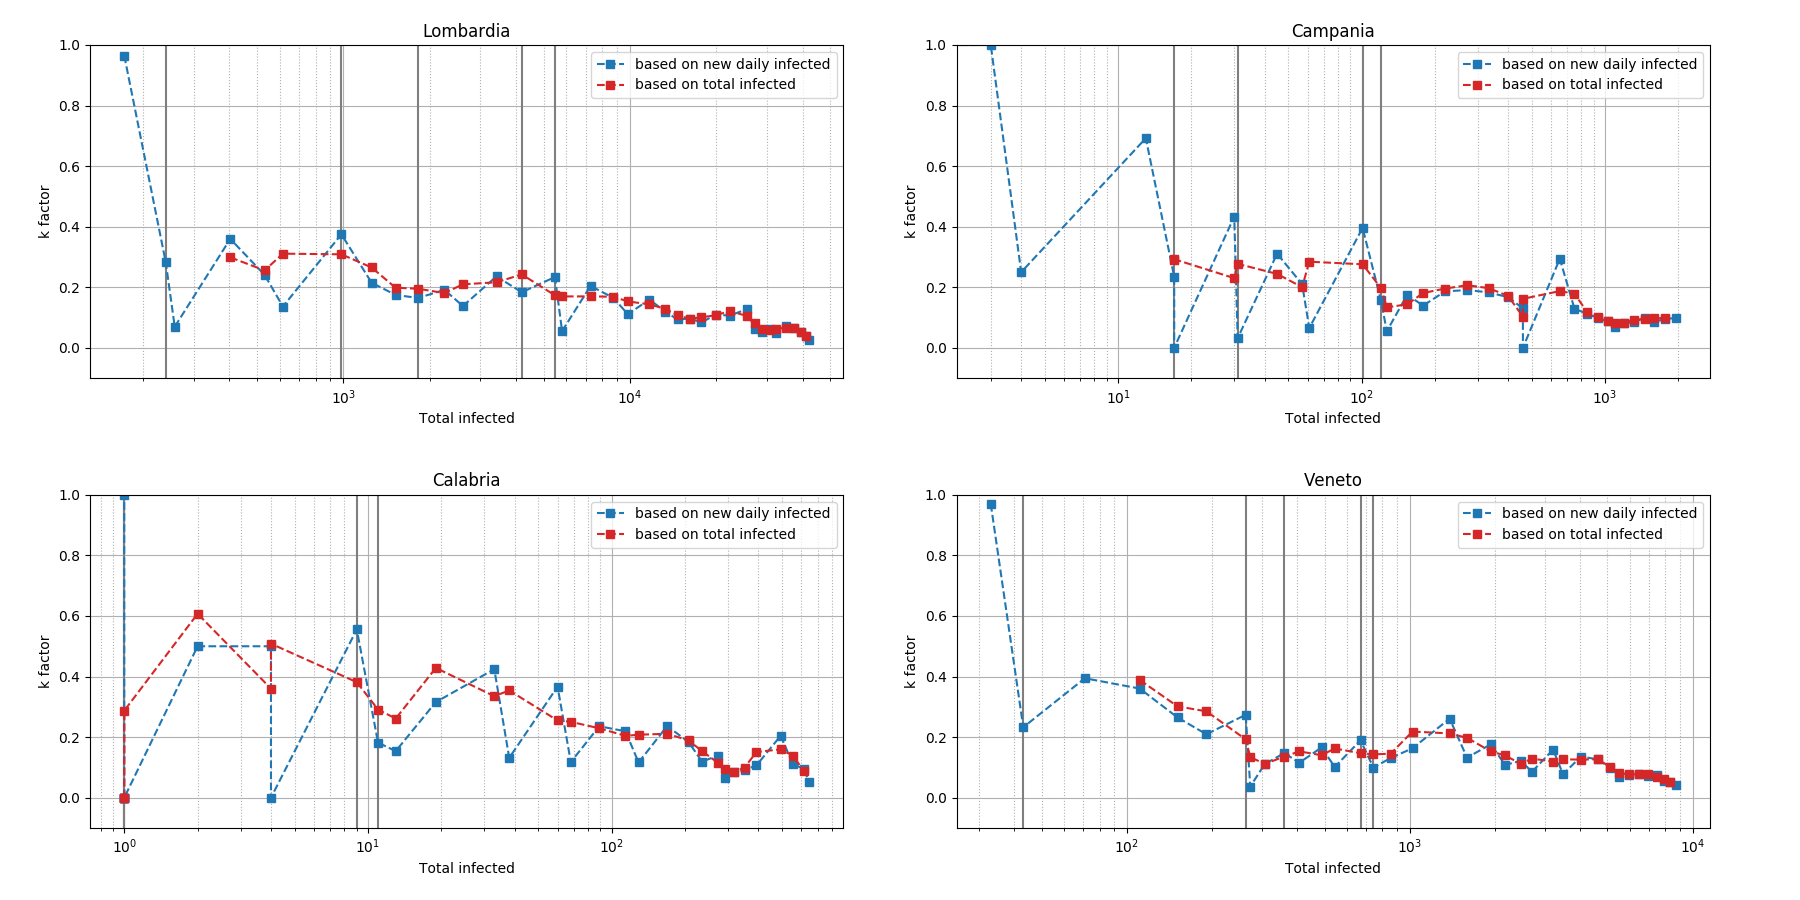 Lombardia
1.0
0.8
0.6
0.4
0.2
0.0
k factor
based on new daily infected
based on total infected
10³
10⁴
Total infected
Campania
1.0
0.8
0.6
0.4
0.2
0.0
k factor
based on new daily infected
based on total infected
10¹
10²
10³
Total infected
Calabria
1.0
0.8
0.6
0.4
0.2
0.0
k factor
based on new daily infected
based on total infected
10⁰
10¹
10²
Total infected
Veneto
1.0
0.8
0.6
0.4
0.2
0.0
k factor
based on new daily infected
based on total infected
10²
10³
10⁴
Total infected